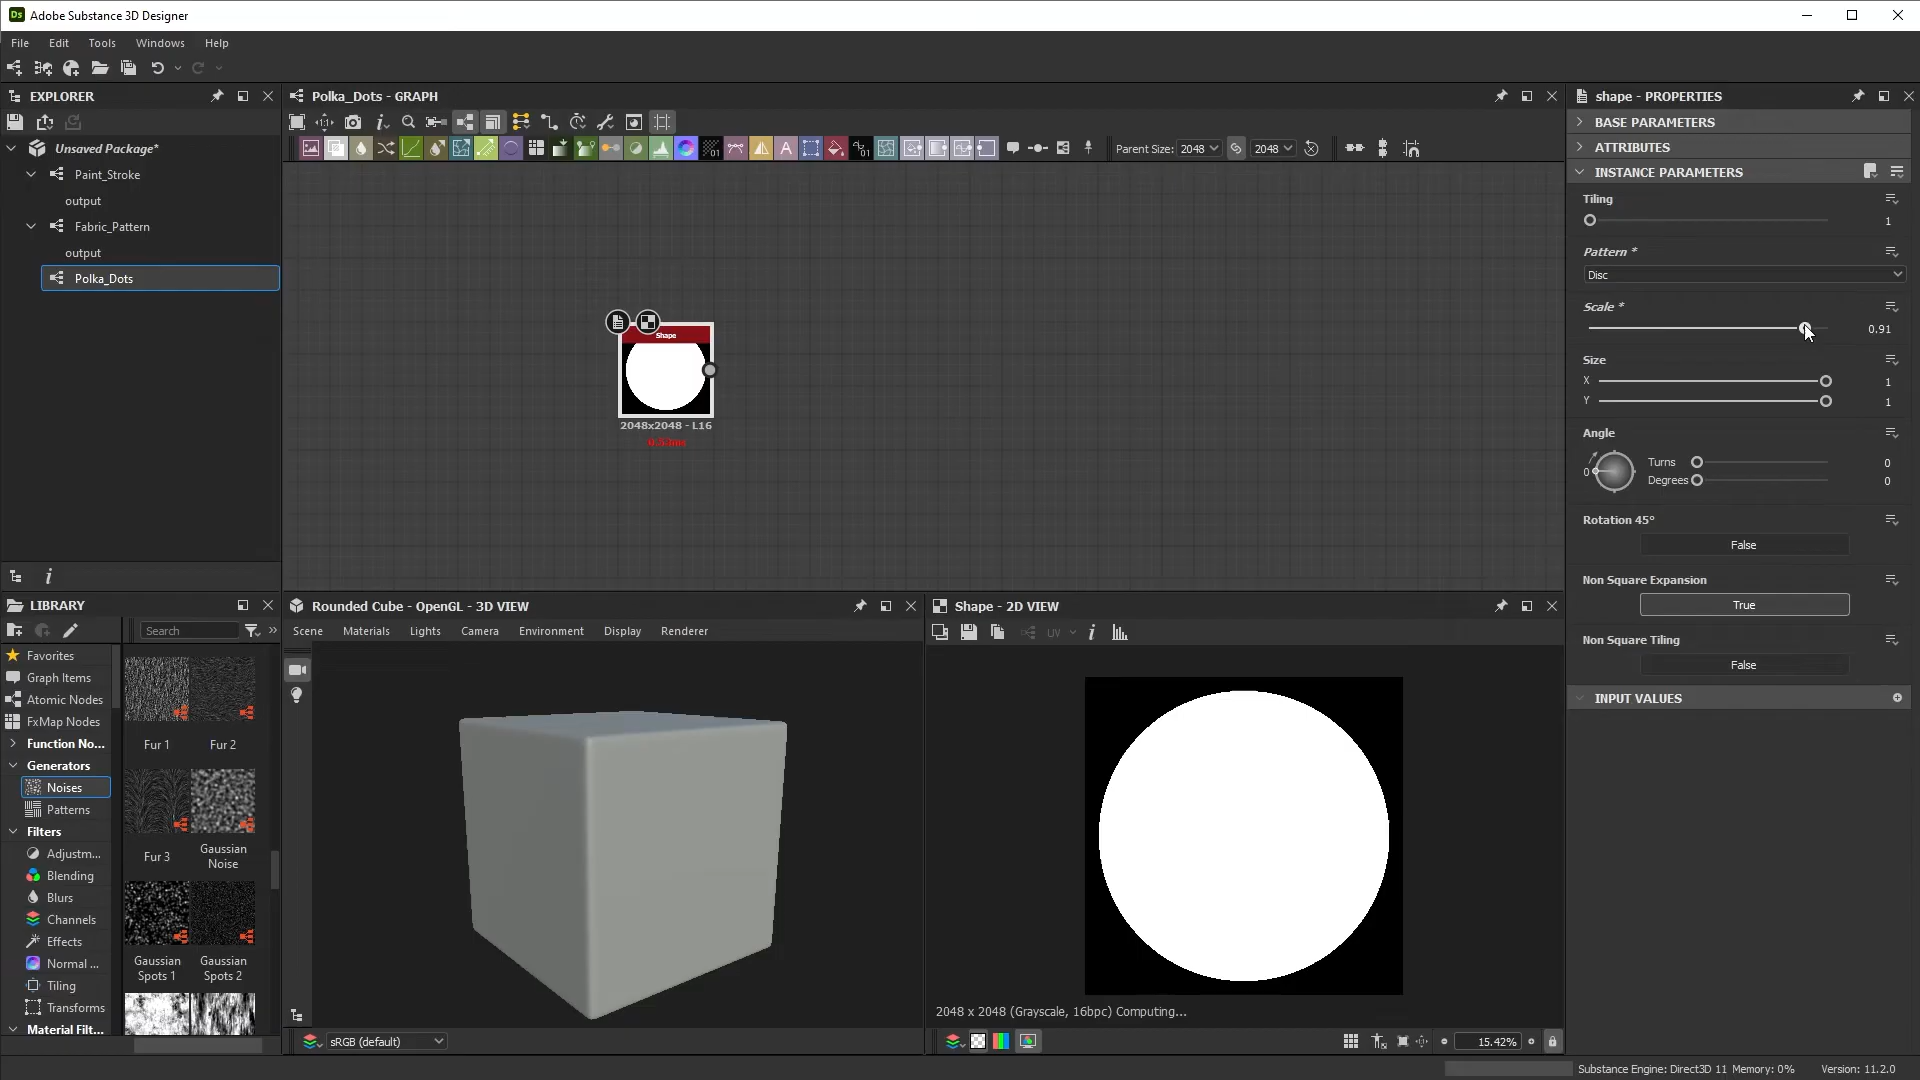 Adobe Substance 3D Designer
File Edit Tools Windows Help
EXPLORER
Unsaved Package*
Paint_Stroke
output
Fabric_Pattern
output
Polka_Dots
Polka_Dots - GRAPH
Parent Size: 2048 2048
Shape
2048x2048 - L16
LIBRARY
Search
Favorites
Graph Items
Atomic Nodes
FxMap Nodes
Function No...
Generators
Noises
Patterns
Filters
Adjustm...
Blending
Blurs
Channels
Effects
Normal ...
Tiling
Transforms
Material Filt...
Fur 1
Fur 2
Fur 3
Gaussian Noise
Gaussian Spots 1
Gaussian Spots 2
Rounded Cube - OpenGL - 3D VIEW
Scene Materials Lights Camera Environment Display Renderer
sRGB (default)
Shape - 2D VIEW
UV
2048 x 2048 (Grayscale, 16bpc) Computing...
15.42%
shape - PROPERTIES
BASE PARAMETERS
ATTRIBUTES
INSTANCE PARAMETERS
Tiling
1
Pattern *
Disc
Scale *
0.91
Size
X 1
Y 1
Angle
0
Turns 0
Degrees 0
Rotation 45°
False
Non Square Expansion
True
Non Square Tiling
False
INPUT VALUES
Substance Engine: Direct3D 11 Memory: 0% Version: 11.2.0